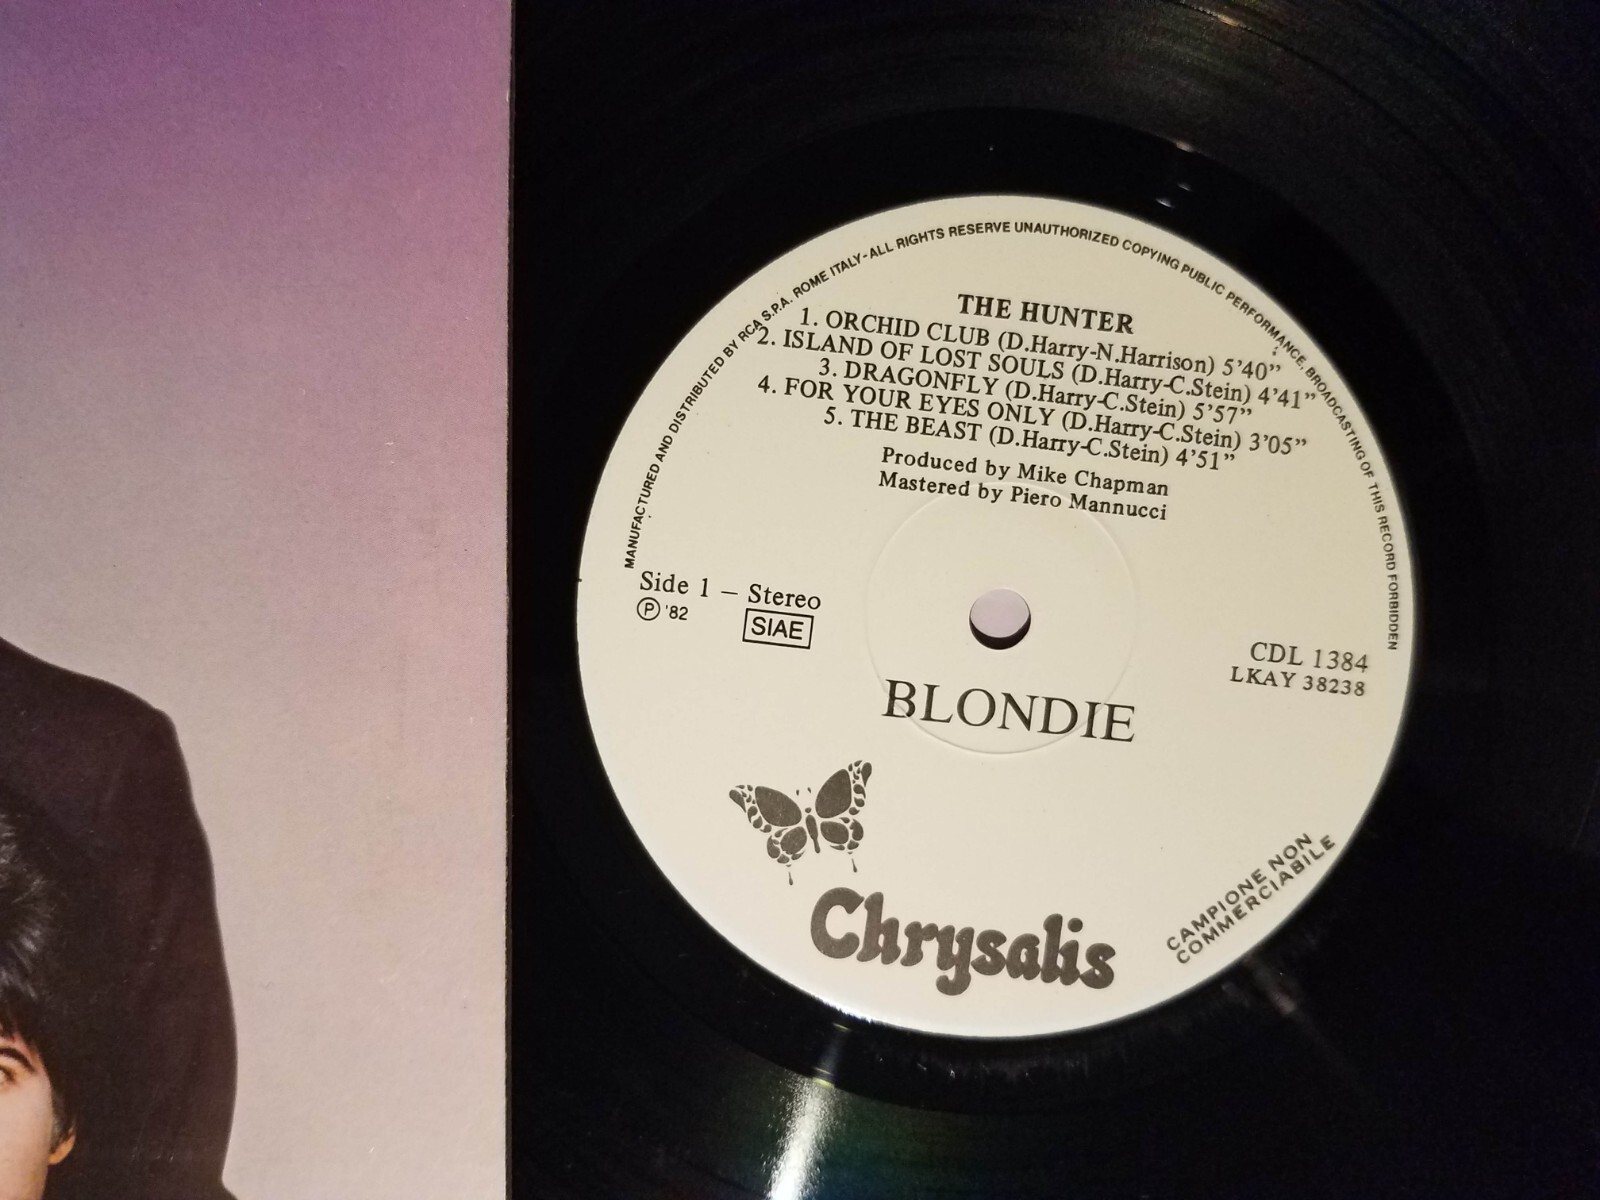 MANUFACTURED AND DISTRIBUTED BY RCA S.P.A. ROME ITALY-ALL RIGHTS RESERVE UNAUTHORIZED COPYING PUBLIC PERFORMANCE, BROADCASTING OF THIS RECORD FORBIDDEN
THE HUNTER
1. ORCHID CLUB (D.Harry-N.Harrison) 5'40"
2. ISLAND OF LOST SOULS (D.Harry-C.Stein) 4'41"
3. DRAGONFLY (D.Harry-C.Stein) 5'57"
4. FOR YOUR EYES ONLY (D.Harry-C.Stein) 3'05"
5. THE BEAST (D.Harry-C.Stein) 4'51"
Produced by Mike Chapman
Mastered by Piero Mannucci
Side 1 – Stereo
Ⓟ '82
SIAE
CDL 1384
LKAY 38238
BLONDIE
Chrysalis
CAMPIONE NON
COMMERCIABILE